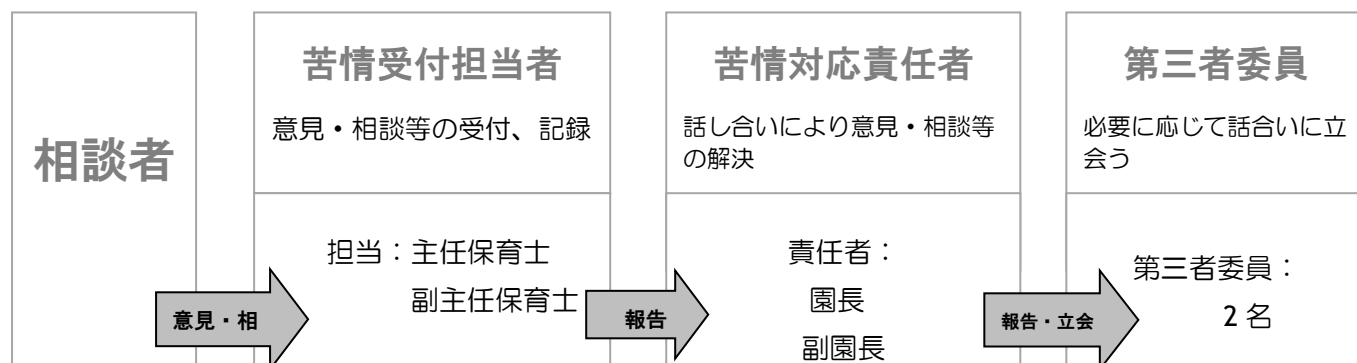 相談者
苦情受付担当者
意見・相談等の受付、記録
担当：主任保育士
副主任保育士
意見・相
苦情対応責任者
話し合いにより意見・相談等
の解決
責任者：
園長
副園長
報告
第三者委員
必要に応じて話合いに立
会う
第三者委員：
2 名
報告・立会